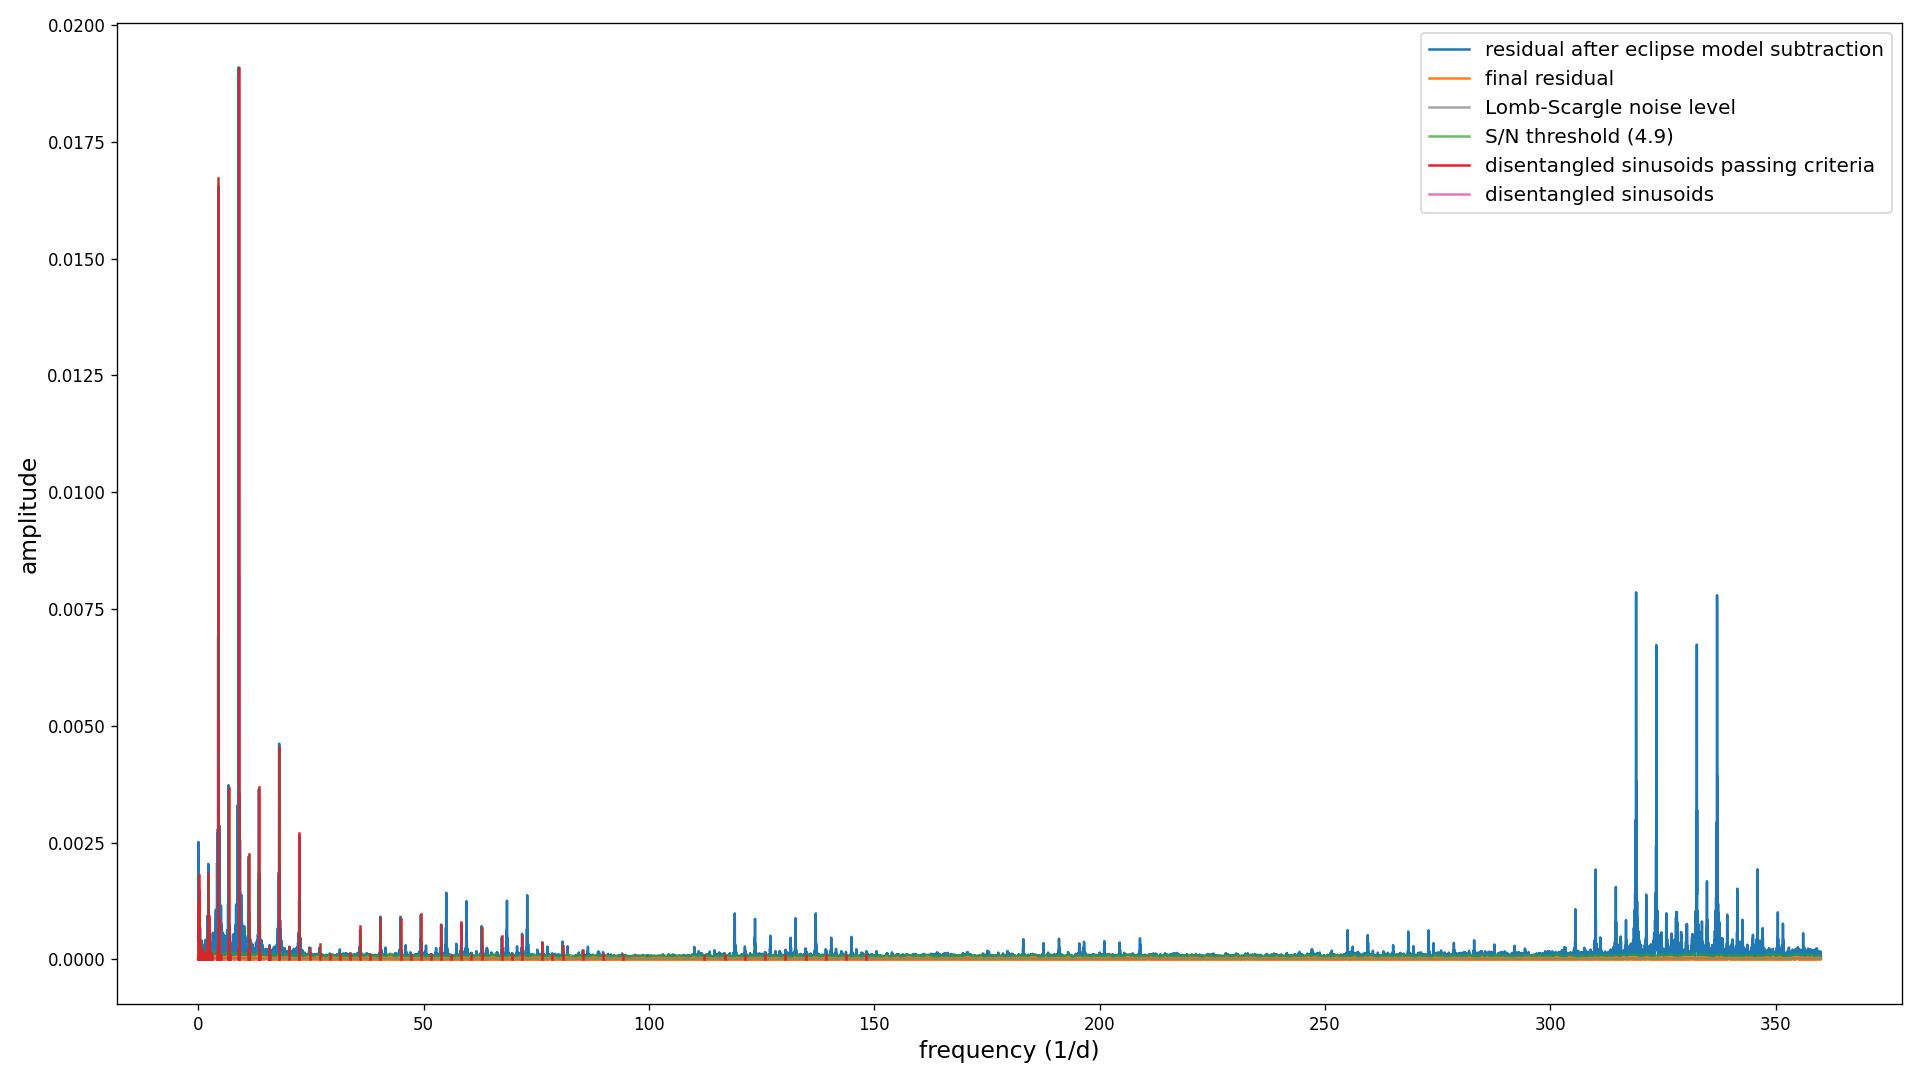 0.0200
0.0175
0.0150
0.0125
0.0100
0.0075
0.0050
0.0025
0.0000
amplitude
residual after eclipse model subtraction
final residual
Lomb-Scargle noise level
S/N threshold (4.9)
disentangled sinusoids passing criteria
disentangled sinusoids
0 50 100 150 200 250 300 350
frequency (1/d)